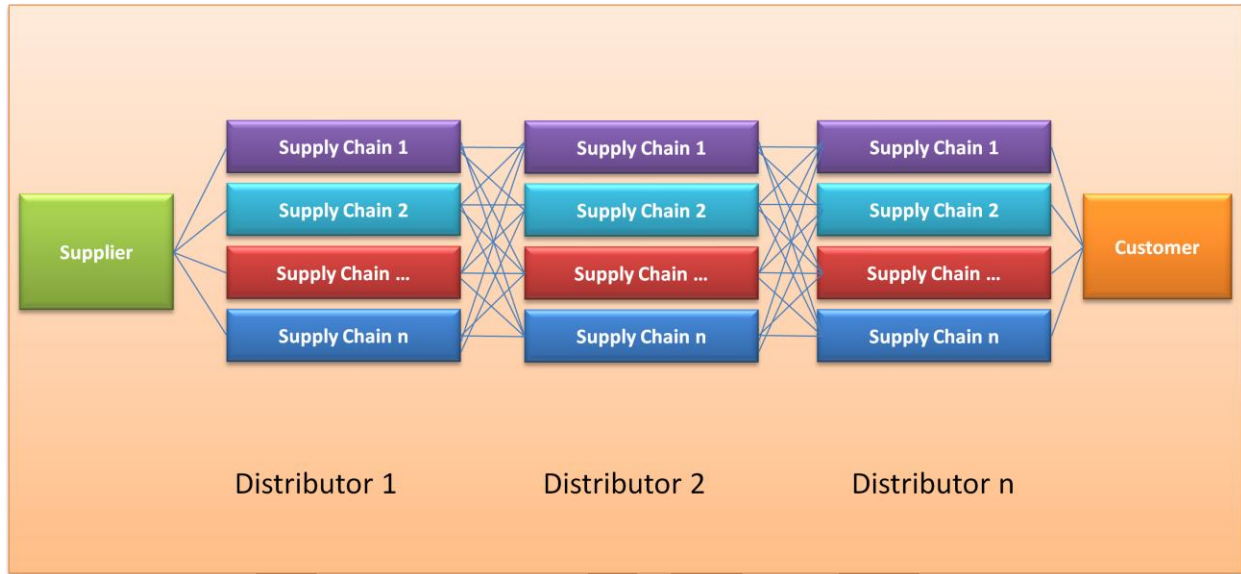 Supplier
Supply Chain 1
Supply Chain 2
Supply Chain ...
Supply Chain n
Distributor 1
Supply Chain 1
Supply Chain 2
Supply Chain ...
Supply Chain n
Distributor 2
Supply Chain 1
Supply Chain 2
Supply Chain ...
Supply Chain n
Distributor n
Customer